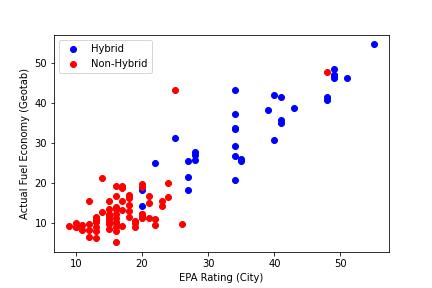 Hybrid
Non-Hybrid
Actual Fuel Economy (Geotab)
50
40
30
20
10
10 20 30 40 50
EPA Rating (City)